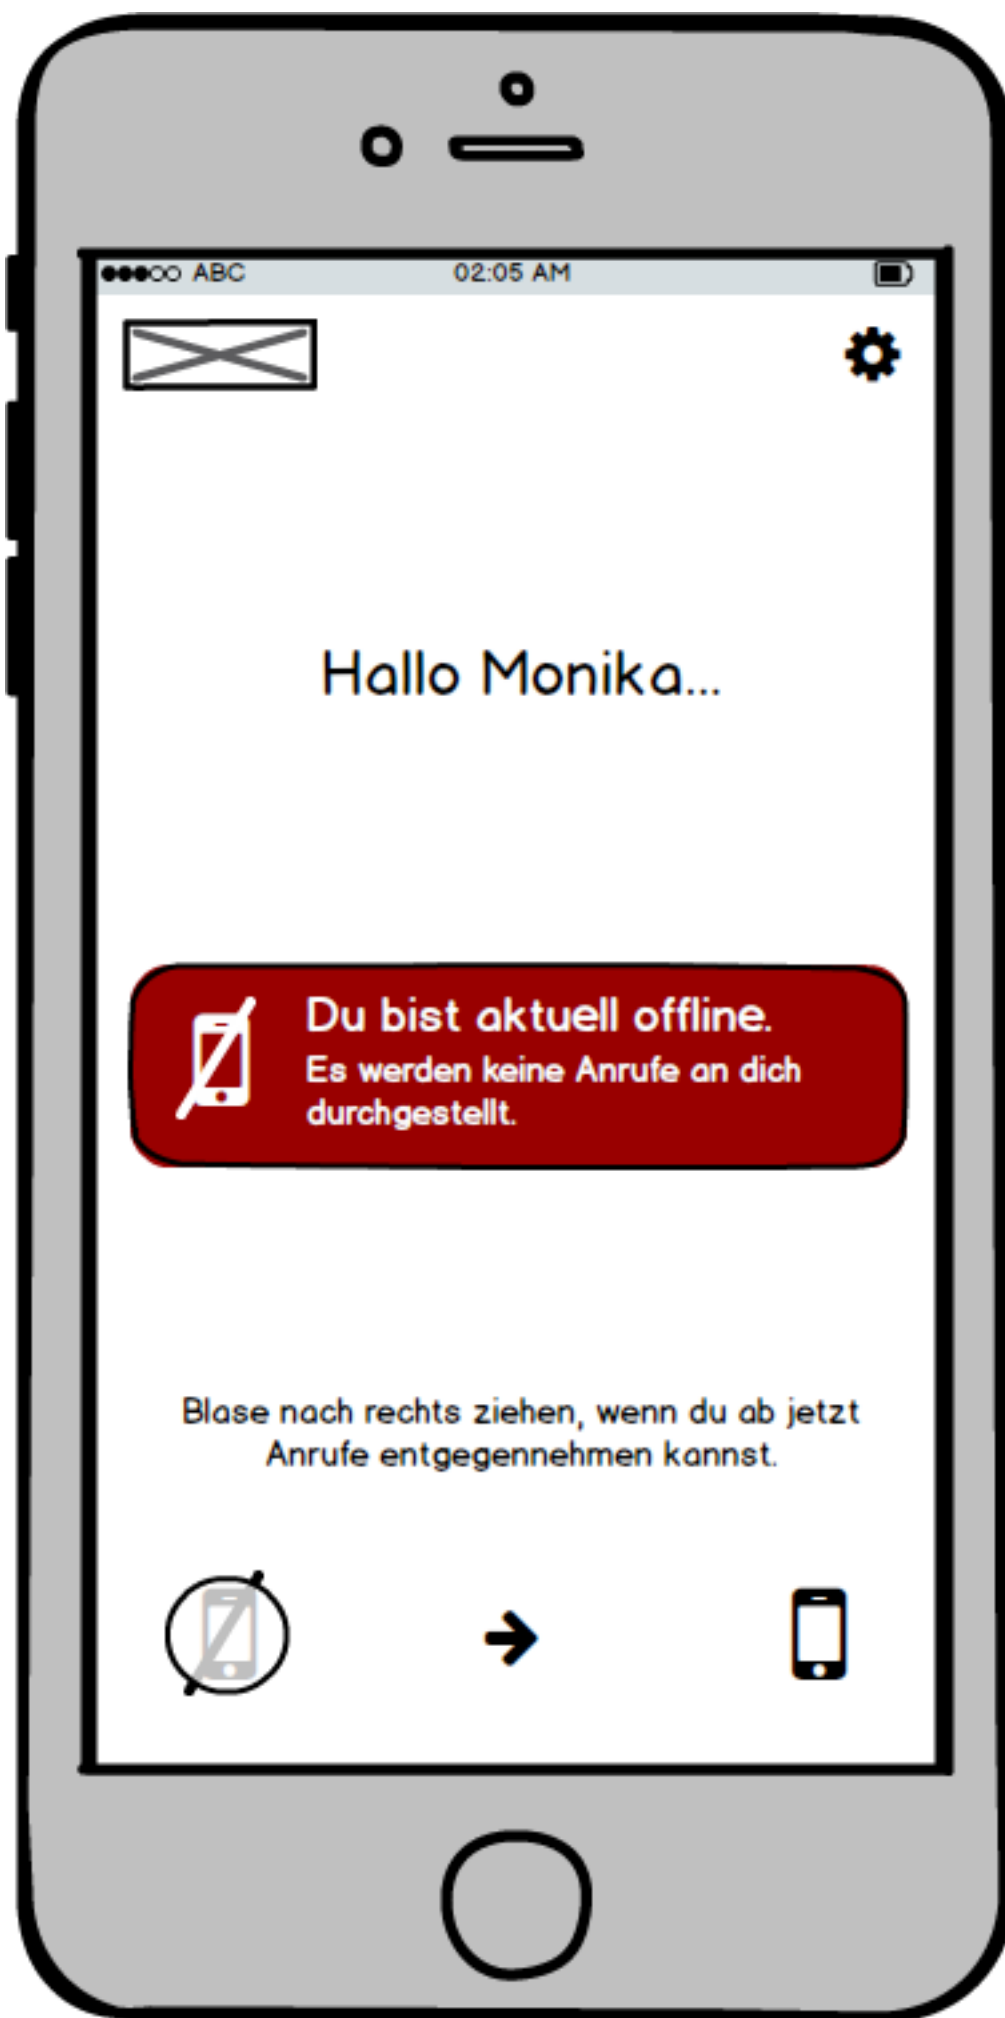 ABC 02:05 AM
Hallo Monika...
Du bist aktuell offline.
Es werden keine Anrufe an dich
durchgestellt.
Blase nach rechts ziehen, wenn du ab jetzt
Anrufe entgegennehmen kannst.